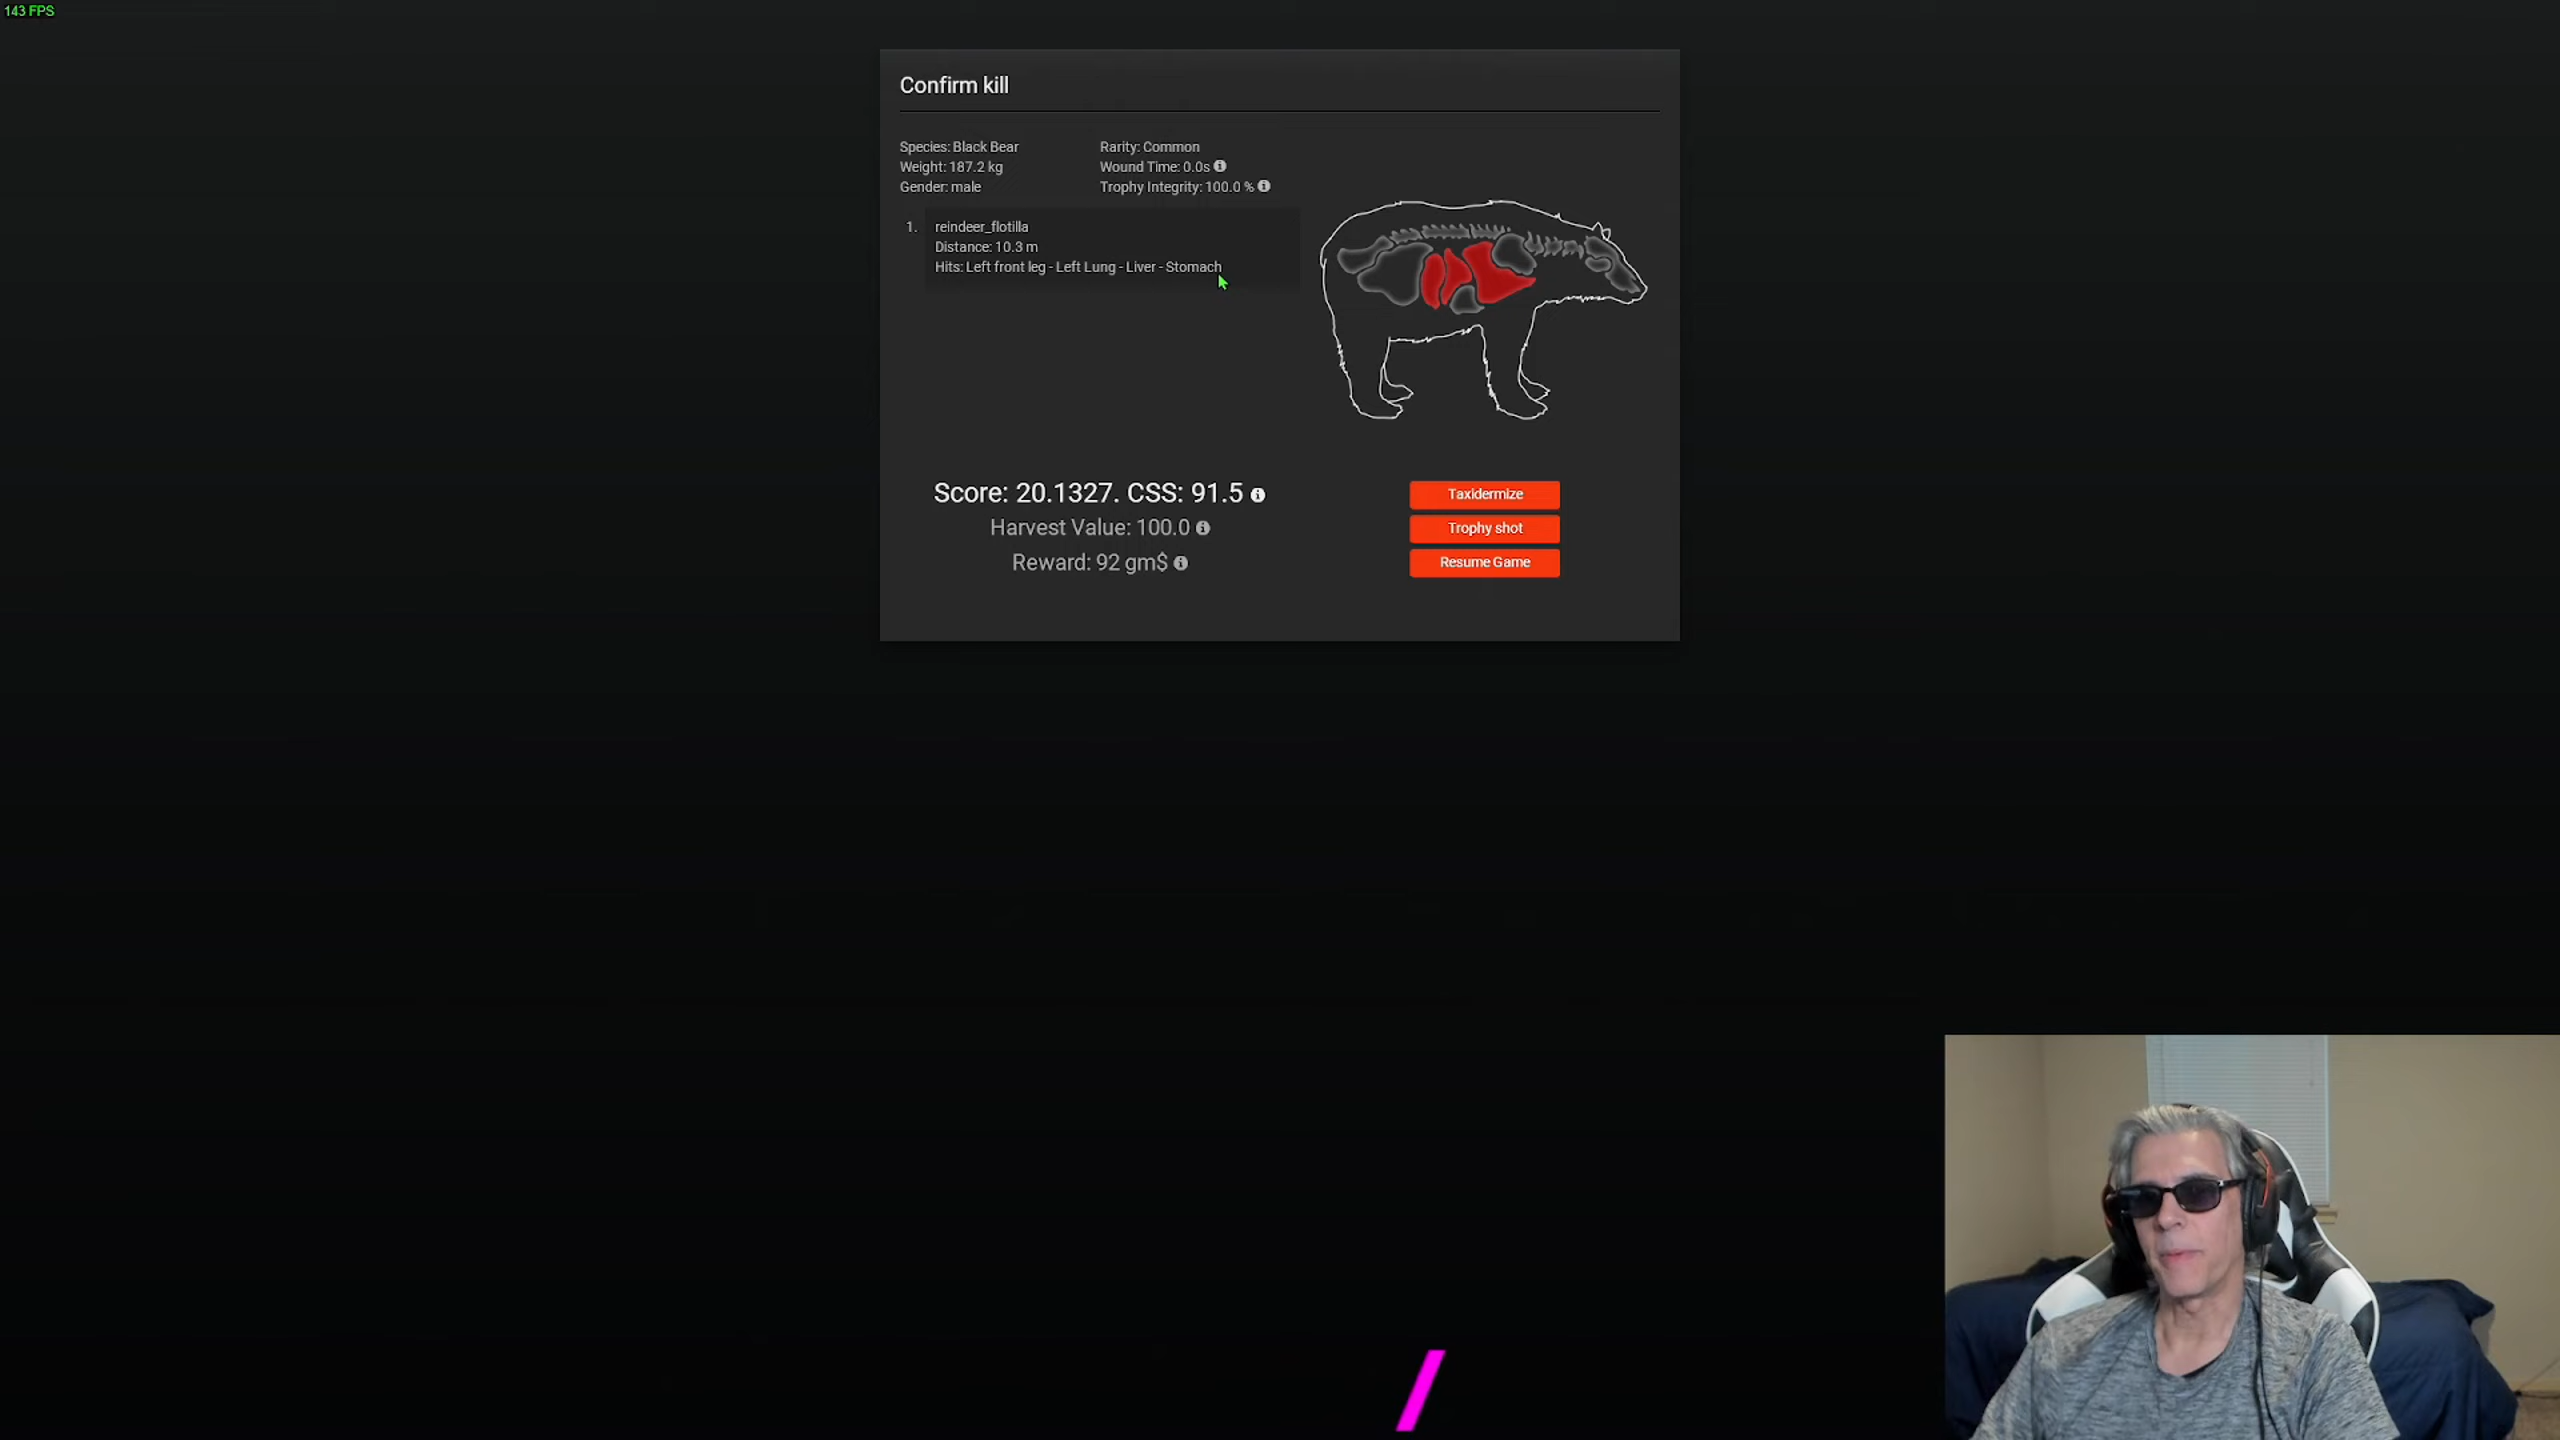 143 FPS
Confirm kill
Species: Black Bear
Weight: 187.2 kg
Gender: male
Rarity: Common
Wound Time: 0.0s
Trophy Integrity: 100.0 %
1.
reindeer_flotilla
Distance: 10.3 m
Hits: Left front leg - Left Lung - Liver - Stomach
Score: 20.1327. CSS: 91.5
Harvest Value: 100.0
Reward: 92 gm$
Taxidermize
Trophy shot
Resume Game
/